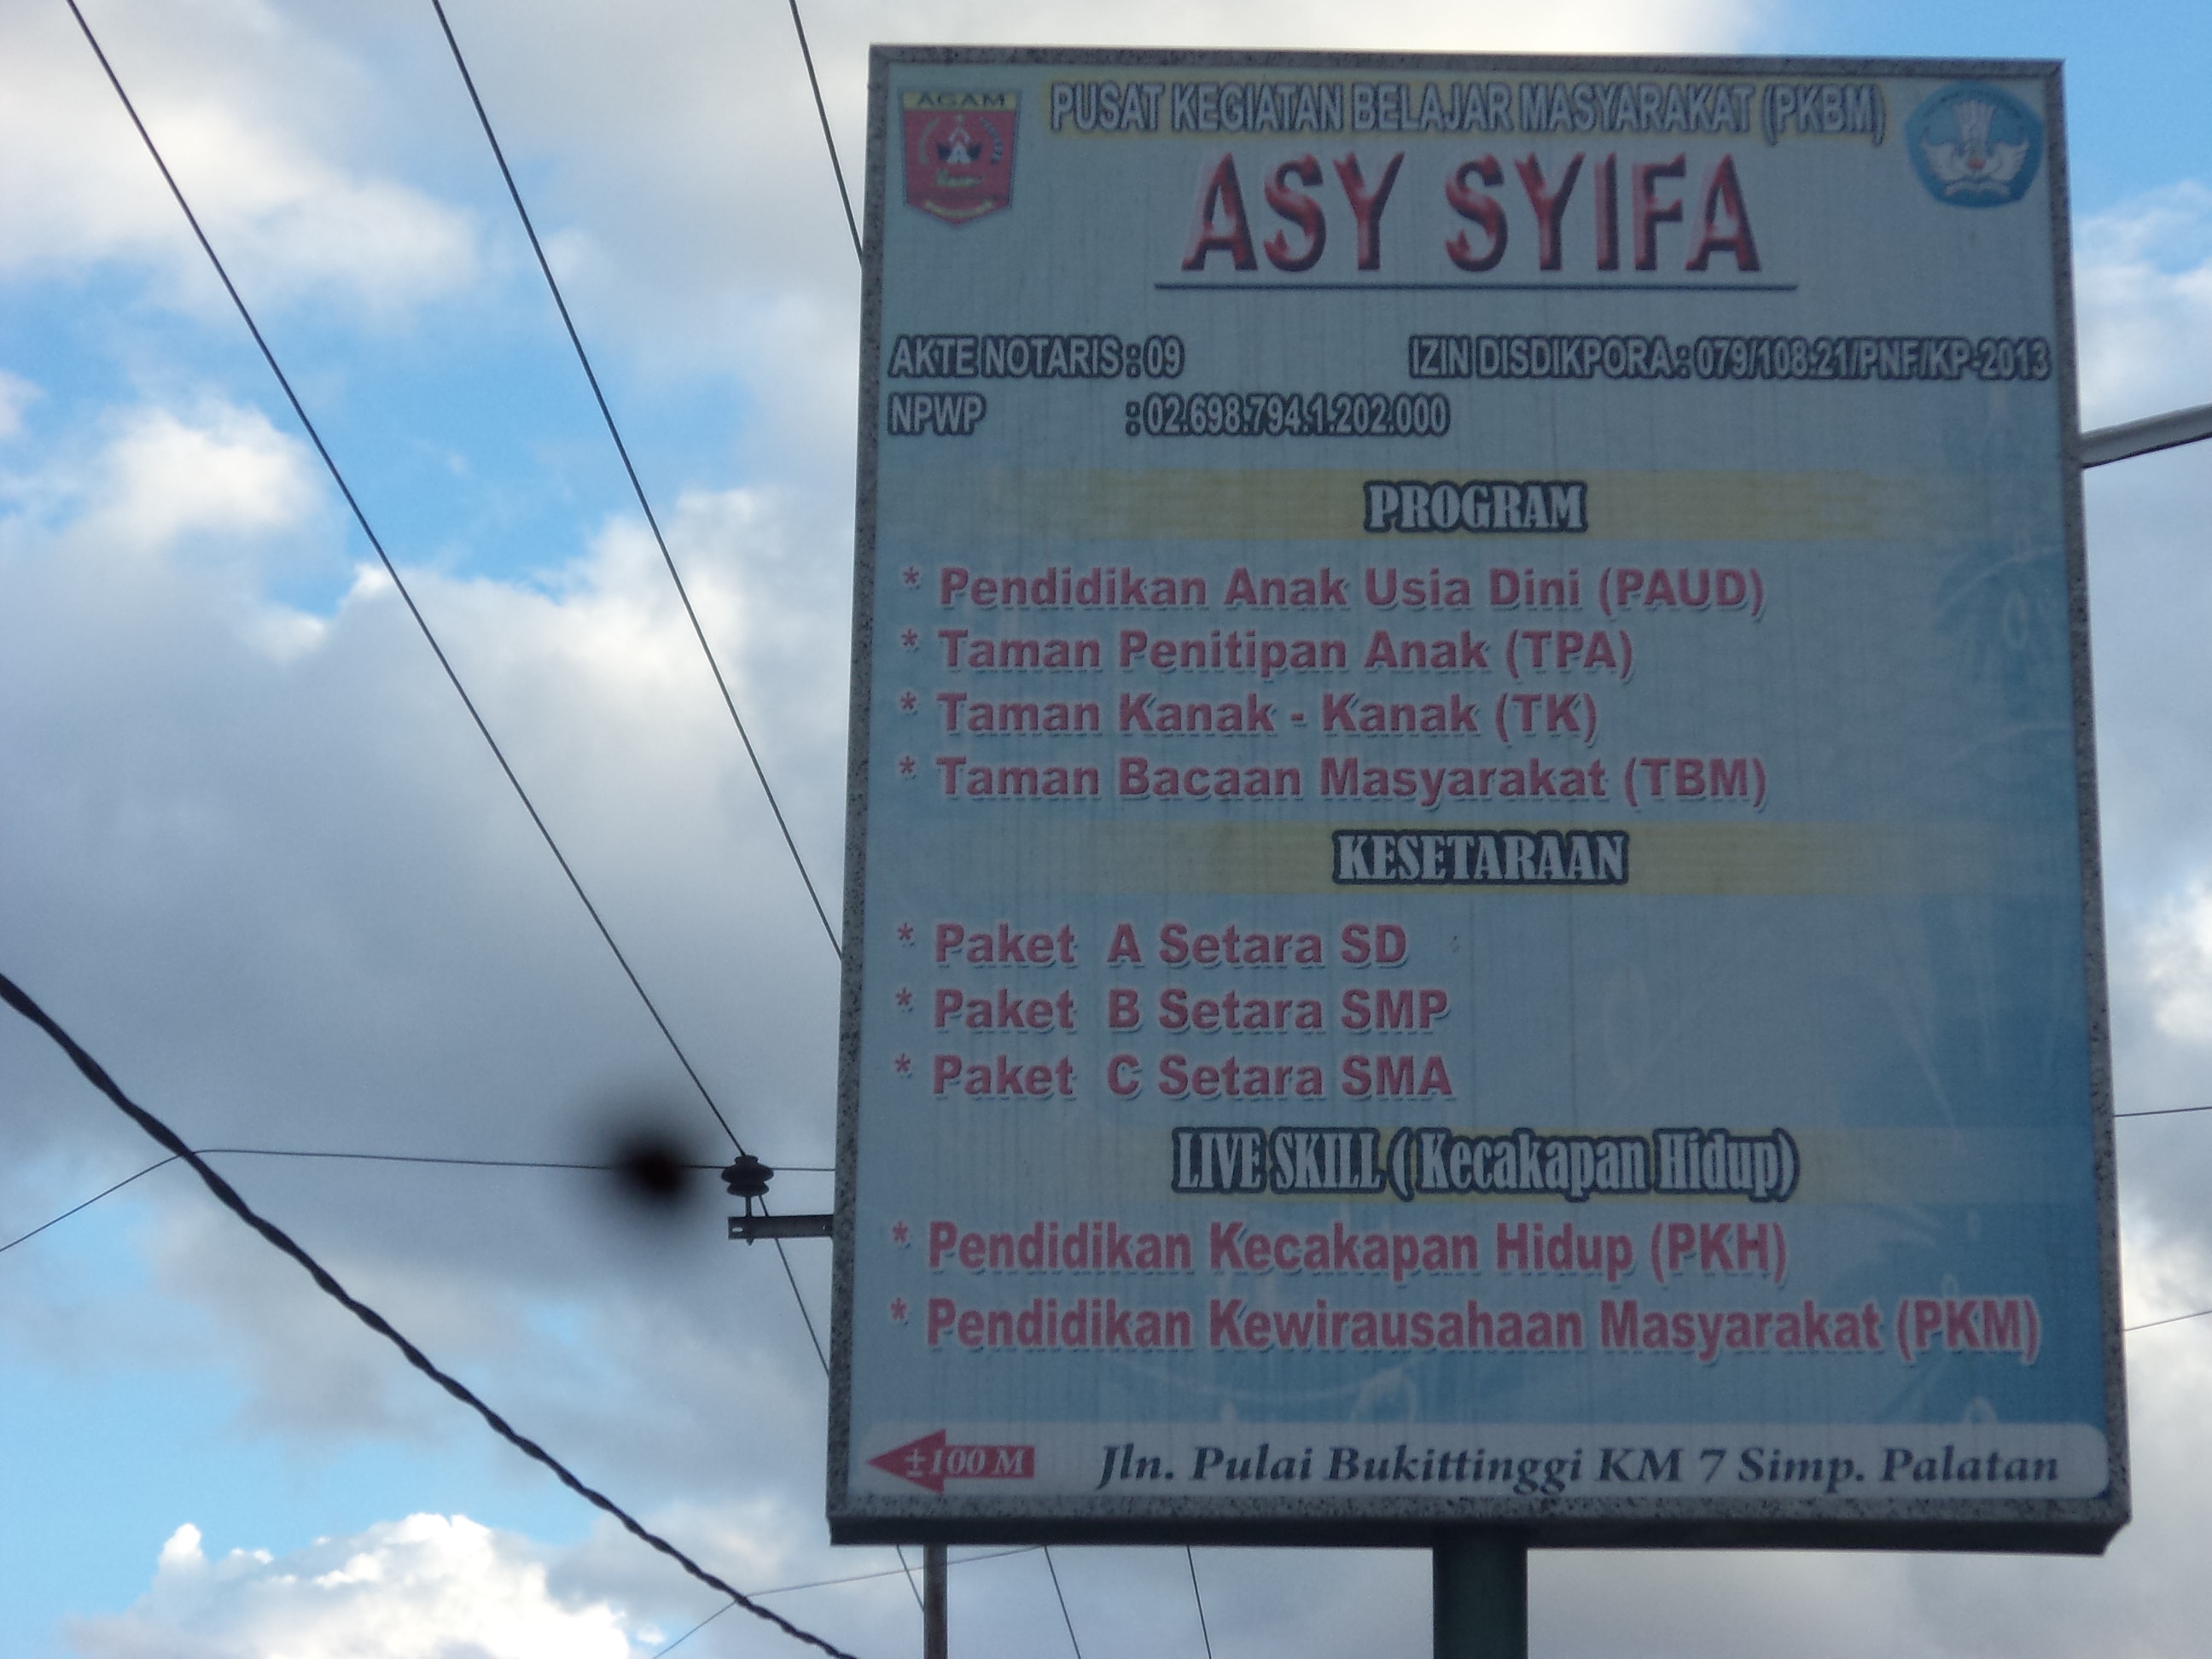 AGAM
PUSAT KEGIATAN BELAJAR MASYARAKAT (PKBM)
ASY SYIFA
AKTE NOTARIS : 09
IZIN DISDIKPORA : 079/108.21/PNF/KP-2013
NPWP : 02.698.794.1.202.000
PROGRAM
* Pendidikan Anak Usia Dini (PAUD)
* Taman Penitipan Anak (TPA)
* Taman Kanak - Kanak (TK)
* Taman Bacaan Masyarakat (TBM)
KESETARAAN
* Paket A Setara SD
* Paket B Setara SMP
* Paket C Setara SMA
LIVE SKILL ( Kecakapan Hidup)
* Pendidikan Kecakapan Hidup (PKH)
* Pendidikan Kewirausahaan Masyarakat (PKM)
±100 M
Jln. Pulai Bukittinggi KM 7 Simp. Palatan